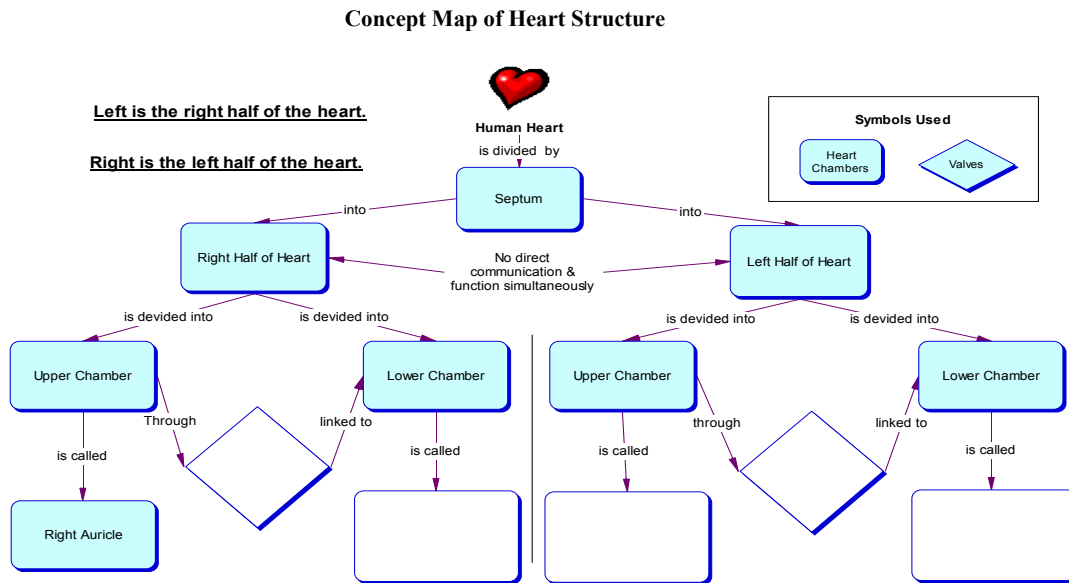 Concept Map of Heart Structure
Left is the right half of the heart.
Right is the left half of the heart.
Human Heart
is divided by
Symbols Used
Heart
Chambers
Valves
Septum
into
into
Right Half of Heart
No direct
communication &
function simultaneously
Left Half of Heart
is devided into
is devided into
is devided into
is devided into
Upper Chamber
Lower Chamber
Upper Chamber
Lower Chamber
Through
linked to
through
linked to
is called
is called
is called
is called
Right Auricle